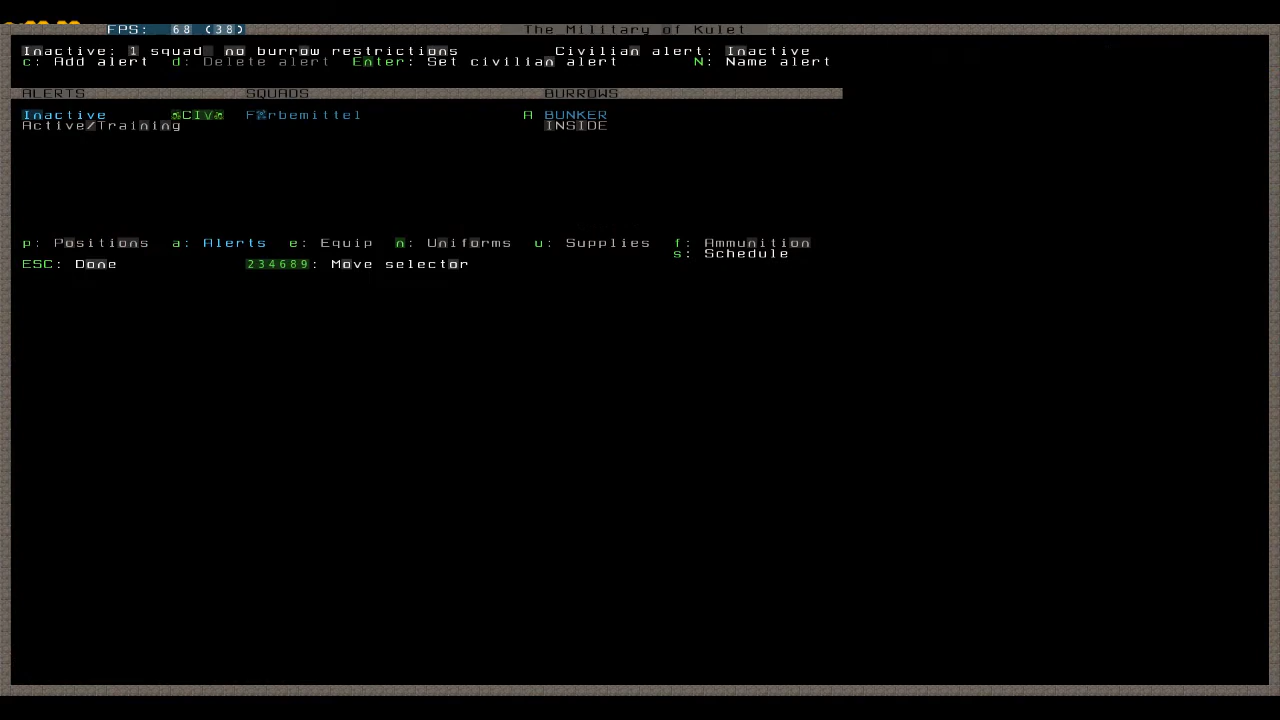 FPS: 68 (38) The Military of Kulet
Inactive: 1 squad no burrow restrictions Civilian alert: Inactive
c: Add alert d: Delete alert Enter: Set civilian alert N: Name alert
ALERTS SQUADS BURROWS
Inactive CIV A BUNKER
Active/Training INSIDE
p: Positions a: Alerts e: Equip n: Uniforms u: Supplies f: Ammunition
s: Schedule
ESC: Done 234689: Move selector